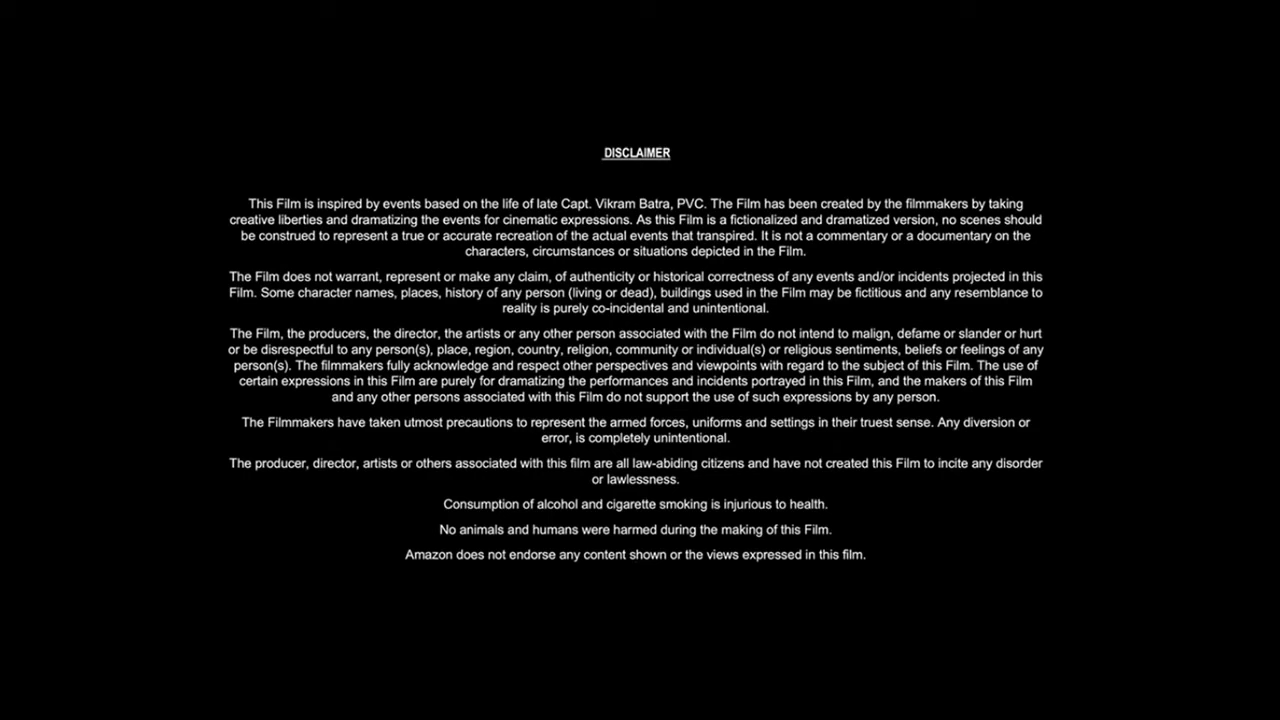 DISCLAIMER
This Film is inspired by events based on the life of late Capt. Vikram Batra, PVC. The Film has been created by the filmmakers by taking
creative liberties and dramatizing the events for cinematic expressions. As this Film is a fictionalized and dramatized version, no scenes should
be construed to represent a true or accurate recreation of the actual events that transpired. It is not a commentary or a documentary on the
characters, circumstances or situations depicted in the Film.
The Film does not warrant, represent or make any claim, of authenticity or historical correctness of any events and/or incidents projected in this
Film. Some character names, places, history of any person (living or dead), buildings used in the Film may be fictitious and any resemblance to
reality is purely co-incidental and unintentional.
The Film, the producers, the director, the artists or any other person associated with the Film do not intend to malign, defame or slander or hurt
or be disrespectful to any person(s), place, region, country, religion, community or individual(s) or religious sentiments, beliefs or feelings of any
person(s). The filmmakers fully acknowledge and respect other perspectives and viewpoints with regard to the subject of this Film. The use of
certain expressions in this Film are purely for dramatizing the performances and incidents portrayed in this Film, and the makers of this Film
and any other persons associated with this Film do not support the use of such expressions by any person.
The Filmmakers have taken utmost precautions to represent the armed forces, uniforms and settings in their truest sense. Any diversion or
error, is completely unintentional.
The producer, director, artists or others associated with this film are all law-abiding citizens and have not created this Film to incite any disorder
or lawlessness.
Consumption of alcohol and cigarette smoking is injurious to health.
No animals and humans were harmed during the making of this Film.
Amazon does not endorse any content shown or the views expressed in this film.